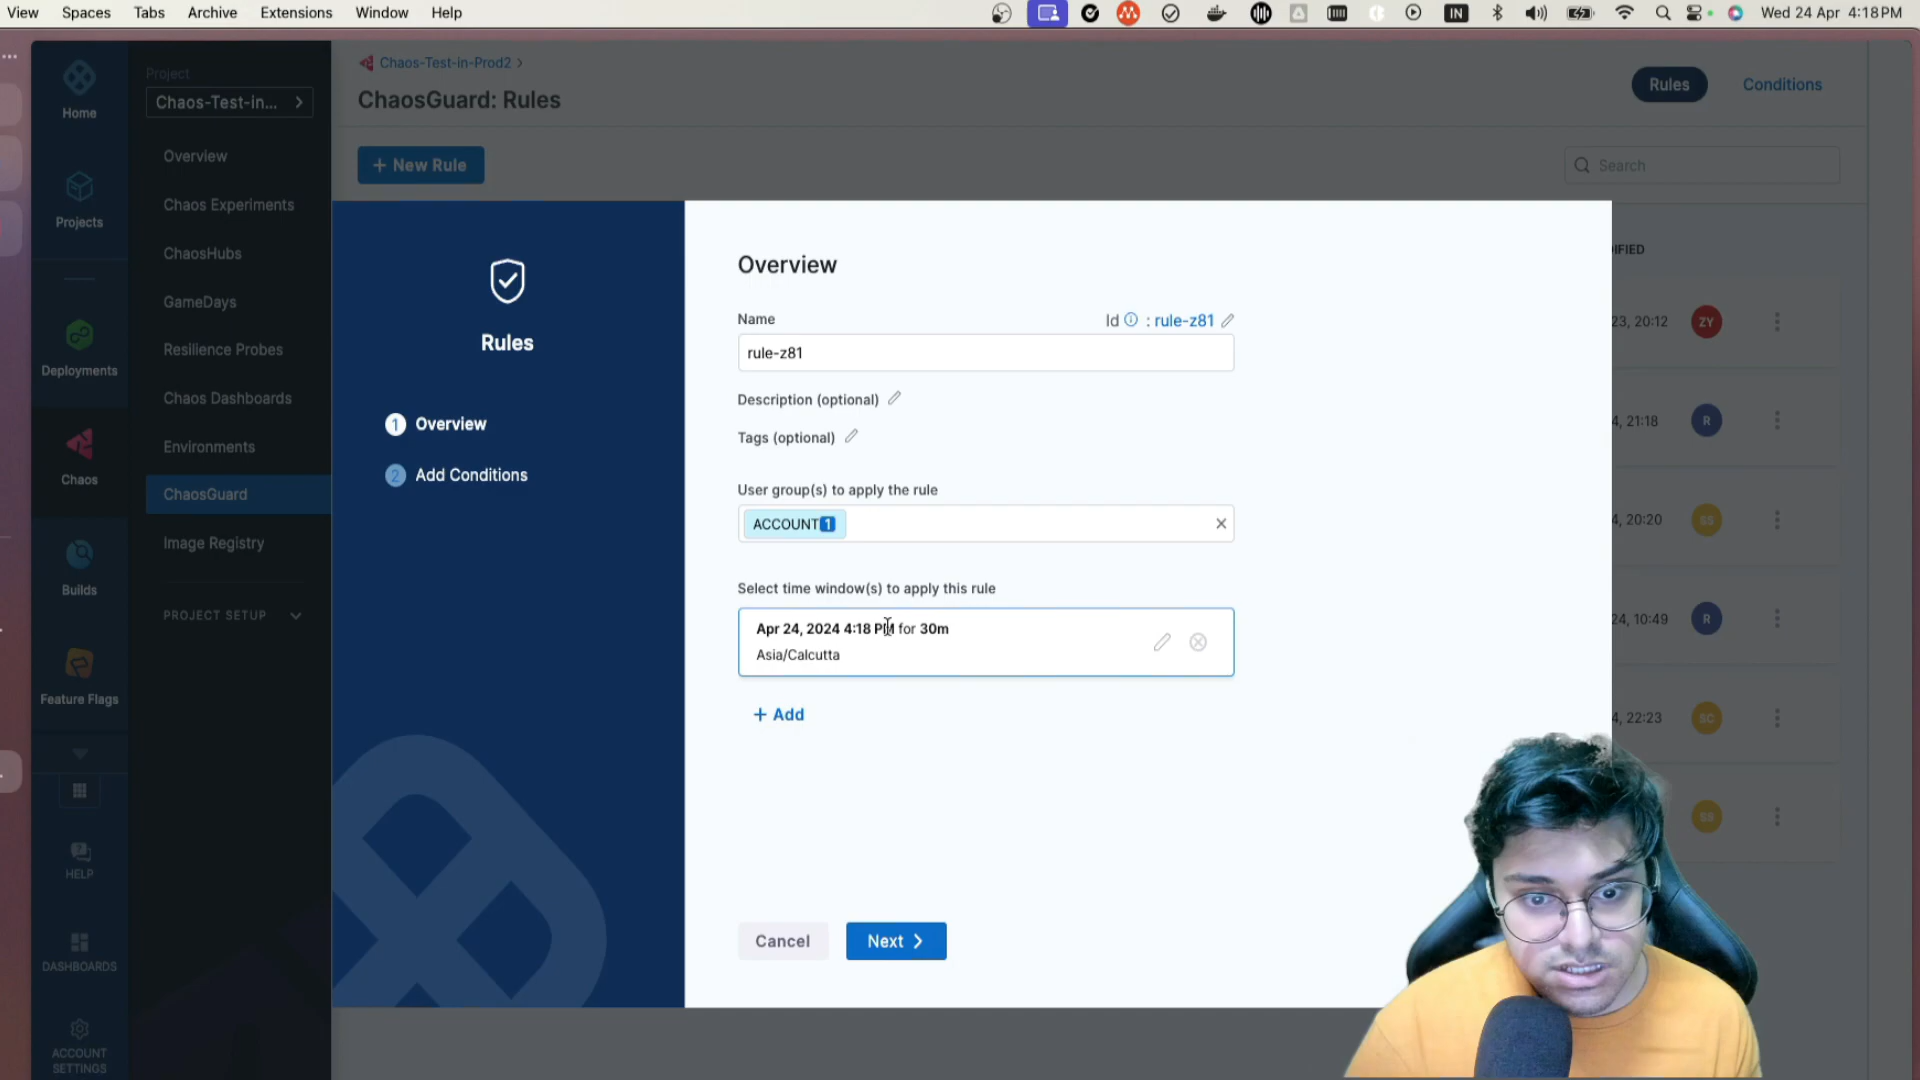 View Spaces Tabs Archive Extensions Window Help
IN
Wed 24 Apr 4:18 PM
Home
Projects
Deployments
Chaos
Builds
Feature Flags
HELP
DASHBOARDS
ACCOUNT
SETTINGS
Project
Chaos-Test-in...
Overview
Chaos Experiments
ChaosHubs
GameDays
Resilience Probes
Chaos Dashboards
Environments
ChaosGuard
Image Registry
PROJECT SETUP
Chaos-Test-in-Prod2
ChaosGuard: Rules
Rules
Conditions
+ New Rule
Search
Rules
1 Overview
2 Add Conditions
Overview
Name
Id : rule-z81
rule-z81
Description (optional)
Tags (optional)
User group(s) to apply the rule
ACCOUNT 1
Select time window(s) to apply this rule
Apr 24, 2024 4:18 PM for 30m
Asia/Calcutta
+ Add
Cancel
Next
IFIED
23, 20:12 ZY
4, 21:18 R
4, 20:20 SS
4, 10:49 R
4, 22:23 SC
SS